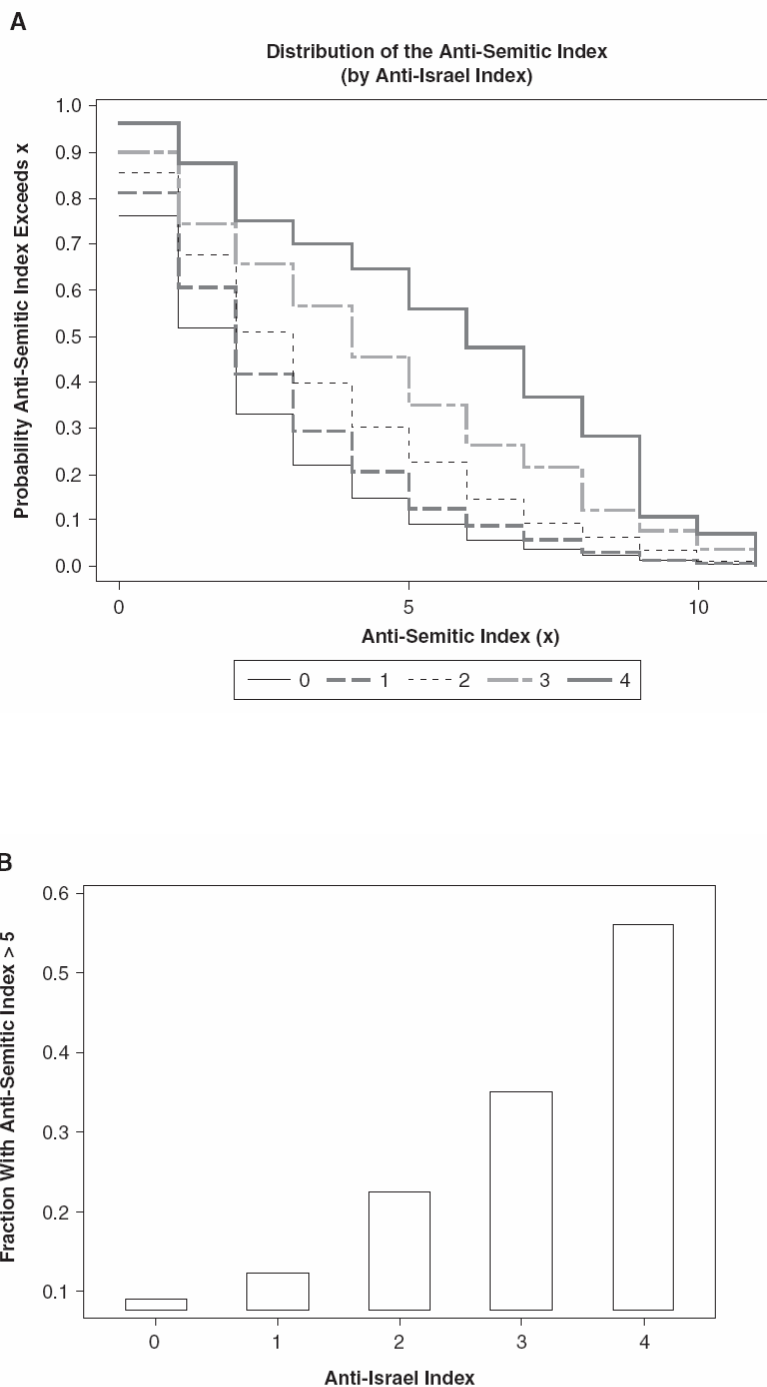 A
Distribution of the Anti-Semitic Index
(by Anti-Israel Index)
Probability Anti-Semitic Index Exceeds x
1.0
0.9
0.8
0.7
0.6
0.5
0.4
0.3
0.2
0.1
0.0
0 5 10
Anti-Semitic Index (x)
0 1 2 3 4
B
Fraction With Anti-Semitic Index > 5
0.6
0.5
0.4
0.3
0.2
0.1
0 1 2 3 4
Anti-Israel Index